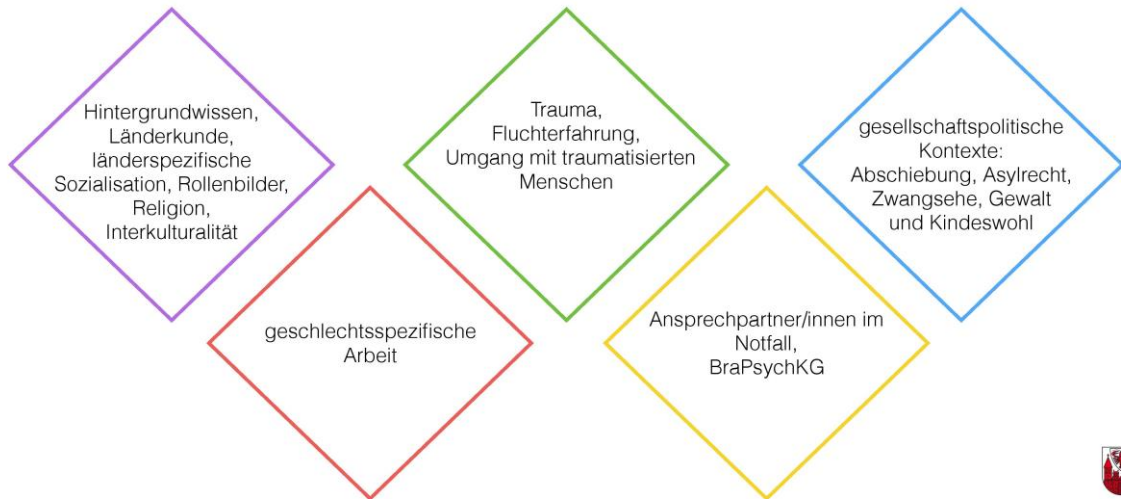 Hintergrundwissen,
Länderkunde,
länderspezifische
Sozialisation, Rollenbilder,
Religion,
Interkulturalität
geschlechtsspezifische
Arbeit
Trauma,
Fluchterfahrung,
Umgang mit traumatisierten
Menschen
Ansprechpartner/innen im
Notfall,
BraPsychKG
gesellschaftspolitische
Kontexte:
Abschiebung, Asylrecht,
Zwangsehe, Gewalt
und Kindeswohl